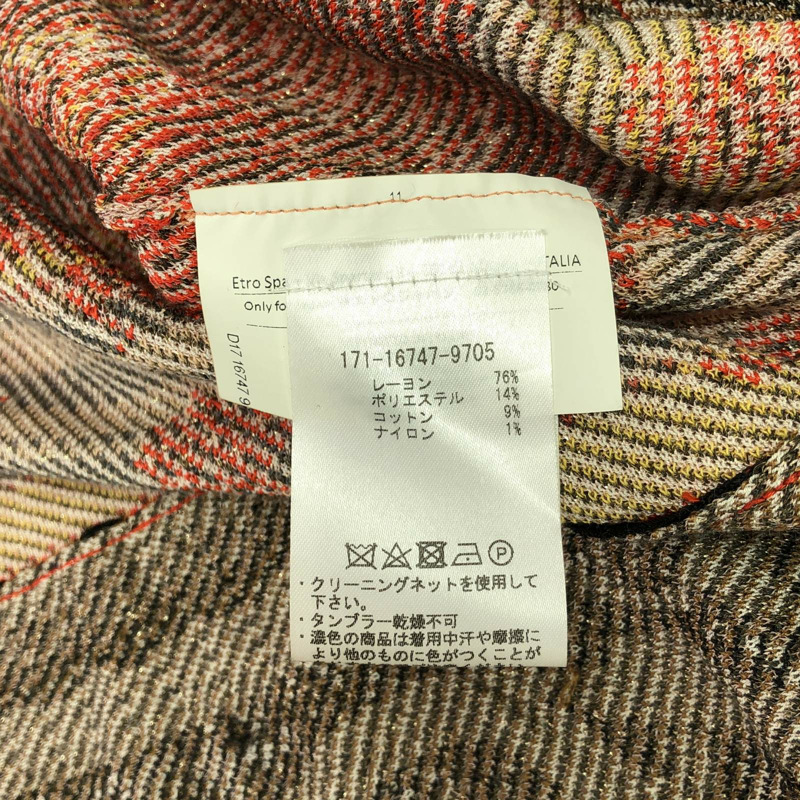 11
Etro Spa
TALIA
Only fo
D17 16747 9
171-16747-9705
レーヨン 76%
ポリエステル 14%
コットン 9%
ナイロン 1%
P
・クリーニングネットを使用して
下さい。
・タンブラー乾燥不可
・濃色の商品は着用中汗や摩擦に
より他のものに色がつくことが